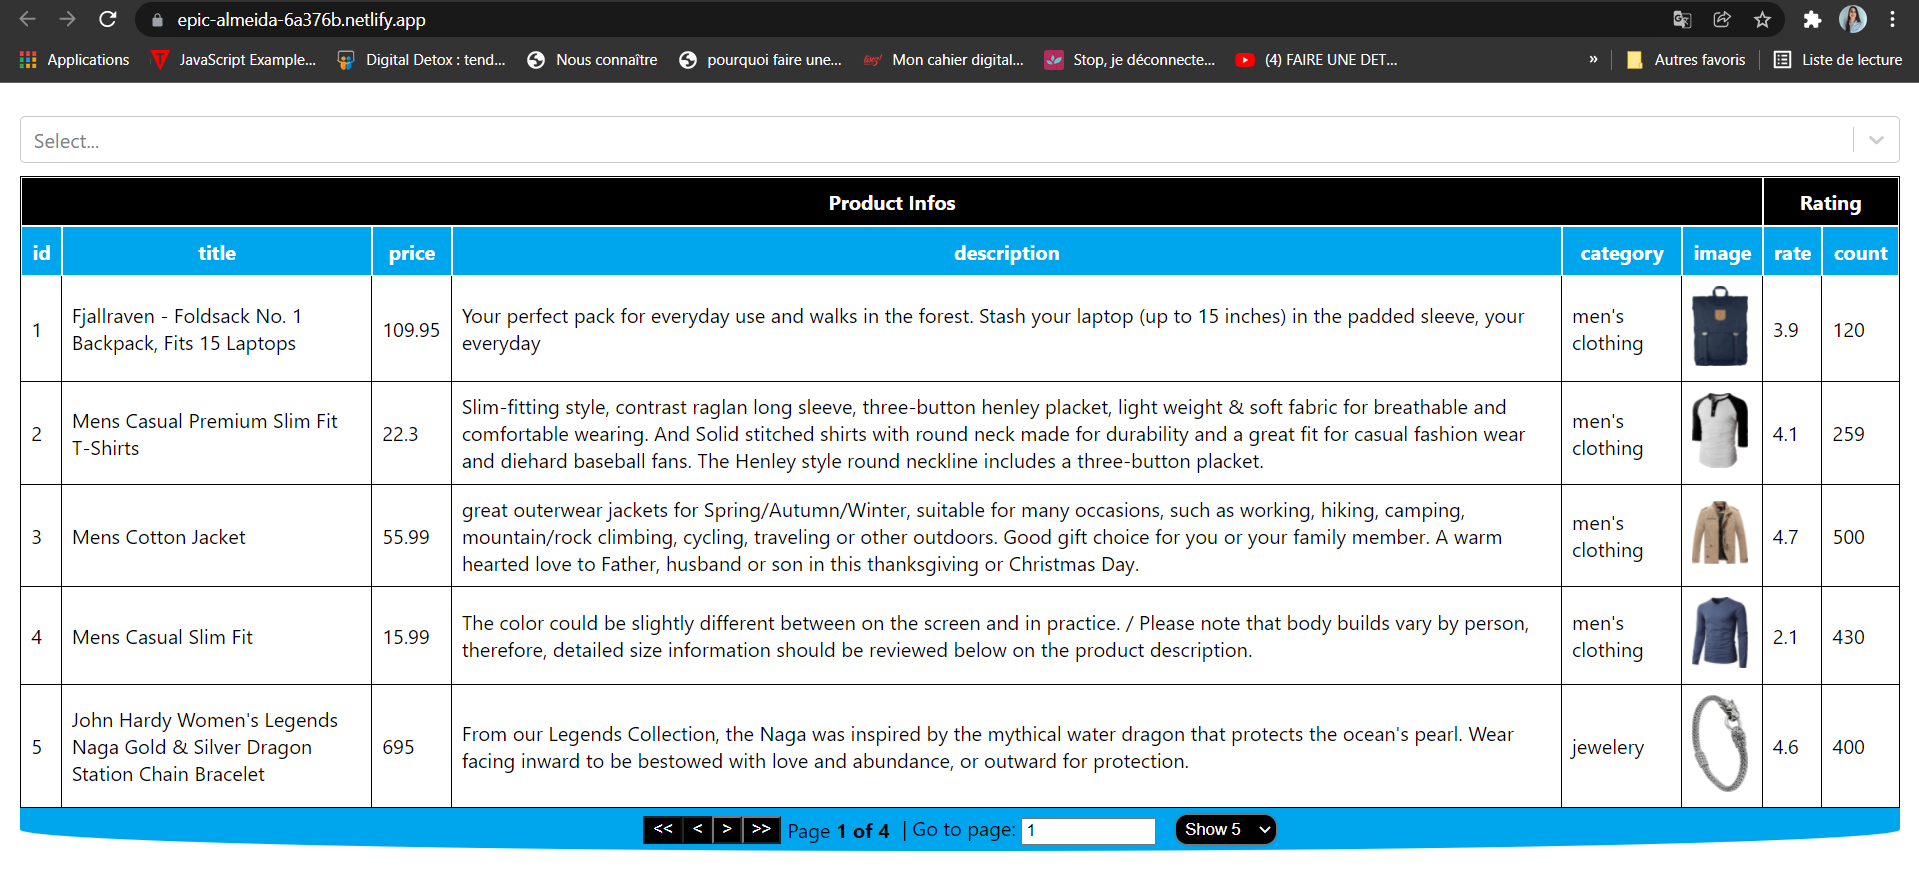 epic-almeida-6a376b.netlify.app
Applications JavaScript Example... Digital Detox : tend... Nous connaître pourquoi faire une... Mon cahier digital... Stop, je déconnecte... (4) FAIRE UNE DET... » Autres favoris Liste de lecture
Select...
Product Infos Rating
id title price description category image rate count
1 Fjallraven - Foldsack No. 1 109.95 Your perfect pack for everyday use and walks in the forest. Stash your laptop (up to 15 inches) in the padded sleeve, your men's 3.9 120
Backpack, Fits 15 Laptops everyday clothing
2 Mens Casual Premium Slim Fit 22.3 Slim-fitting style, contrast raglan long sleeve, three-button henley placket, light weight & soft fabric for breathable and men's 4.1 259
T-Shirts comfortable wearing. And Solid stitched shirts with round neck made for durability and a great fit for casual fashion wear clothing
and diehard baseball fans. The Henley style round neckline includes a three-button placket.
great outerwear jackets for Spring/Autumn/Winter, suitable for many occasions, such as working, hiking, camping, men's
3 Mens Cotton Jacket 55.99 mountain/rock climbing, cycling, traveling or other outdoors. Good gift choice for you or your family member. A warm clothing 4.7 500
hearted love to Father, husband or son in this thanksgiving or Christmas Day.
4 Mens Casual Slim Fit 15.99 The color could be slightly different between on the screen and in practice. / Please note that body builds vary by person, men's 2.1 430
therefore, detailed size information should be reviewed below on the product description. clothing
John Hardy Women's Legends From our Legends Collection, the Naga was inspired by the mythical water dragon that protects the ocean's pearl. Wear
5 Naga Gold & Silver Dragon 695 facing inward to be bestowed with love and abundance, or outward for protection. jewelery 4.6 400
Station Chain Bracelet
<< < > >> Page 1 of 4 | Go to page: 1 Show 5